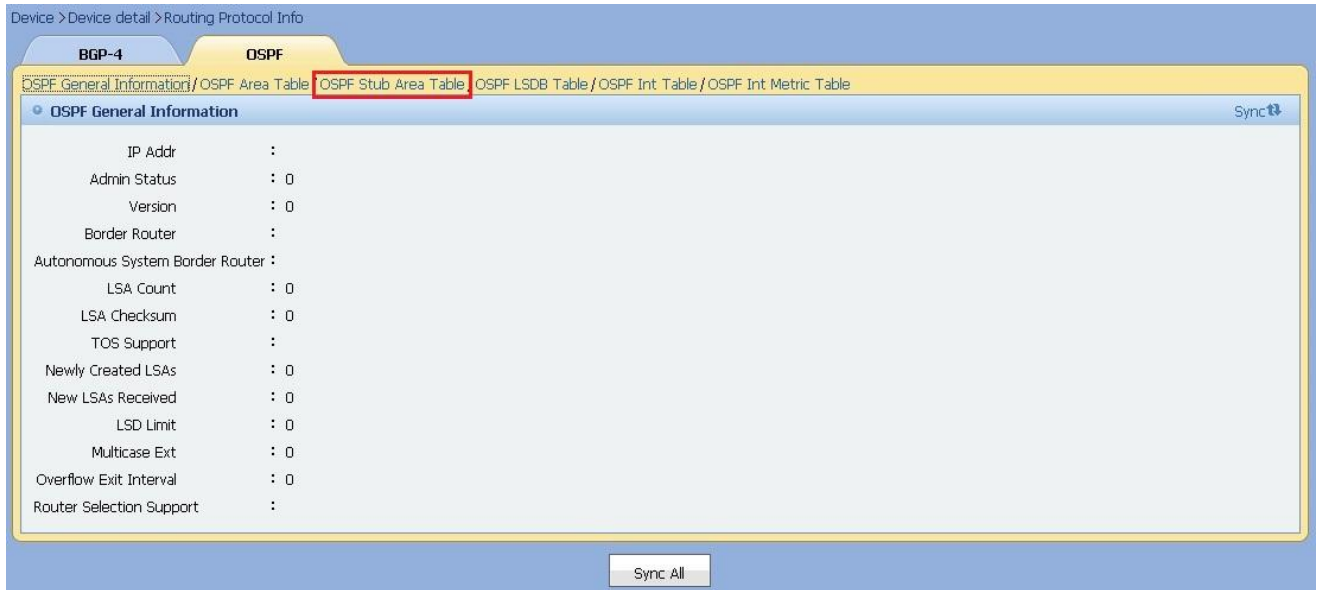 Device >Device detail >Routing Protocol Info
BGP-4 OSPF
OSPF General Information / OSPF Area Table / OSPF Stub Area Table / OSPF LSDB Table / OSPF Int Table / OSPF Int Metric Table
OSPF General Information Sync
IP Addr :
Admin Status : 0
Version : 0
Border Router :
Autonomous System Border Router :
LSA Count : 0
LSA Checksum : 0
TOS Support :
Newly Created LSAs : 0
New LSAs Received : 0
LSD Limit : 0
Multicase Ext : 0
Overflow Exit Interval : 0
Router Selection Support :
Sync All